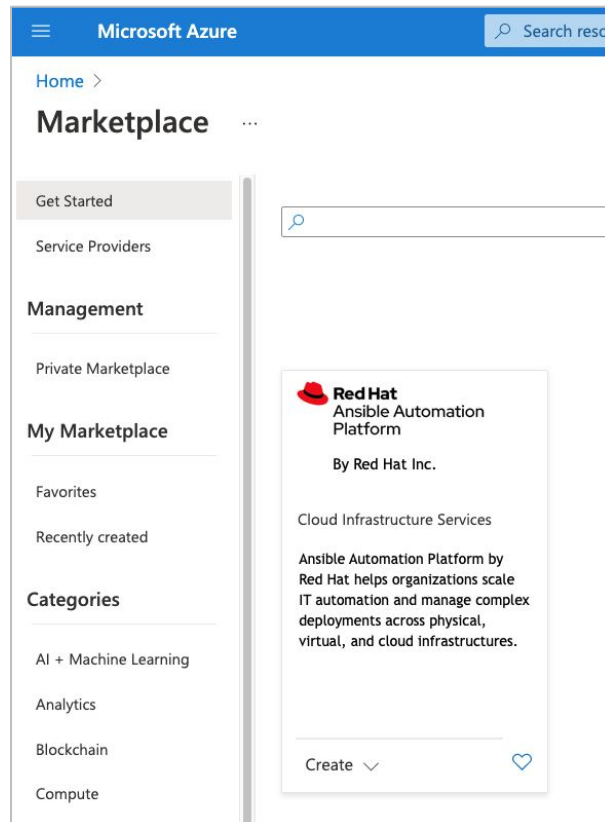 Microsoft Azure
Search reso
Home >
Marketplace ...
Get Started
Service Providers
Management
Private Marketplace
My Marketplace
Favorites
Recently created
Categories
AI + Machine Learning
Analytics
Blockchain
Compute
Red Hat
Ansible Automation
Platform
By Red Hat Inc.
Cloud Infrastructure Services
Ansible Automation Platform by
Red Hat helps organizations scale
IT automation and manage complex
deployments across physical,
virtual, and cloud infrastructures.
Create